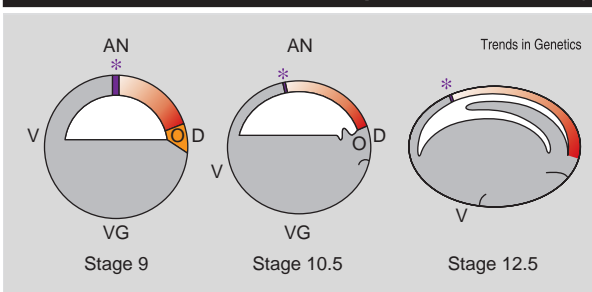 AN
AN
Trends in Genetics
*
*
*
V
O
D
O
D
V
V
VG
VG
Stage 9
Stage 10.5
Stage 12.5